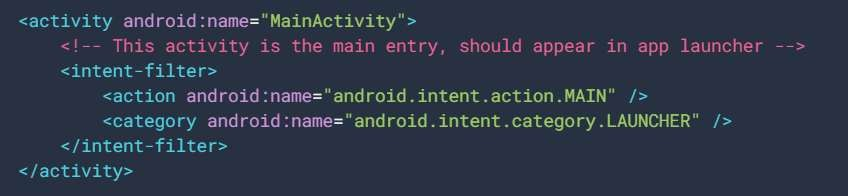 <activity android:name="MainActivity">
    <!-- This activity is the main entry, should appear in app launcher -->
    <intent-filter>
        <action android:name="android.intent.action.MAIN" />
        <category android:name="android.intent.category.LAUNCHER" />
    </intent-filter>
</activity>